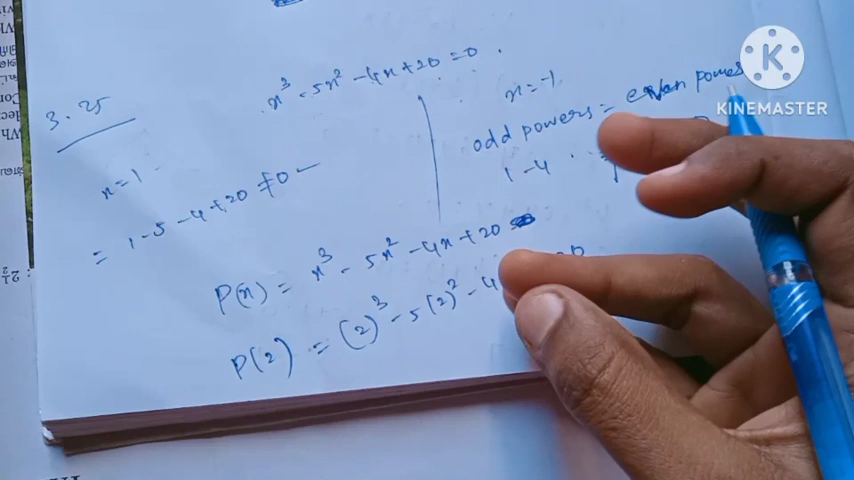 x³ - 5x² - 4x + 20 = 0 .
3.25
x = 1
= 1 - 5 - 4 + 20 ≠ 0
x = -1
odd powers = even powers
1 - 4
P(x) = x³ - 5x² - 4x + 20
P(2) = (2)³ - 5(2)² - 4
KINEMASTER